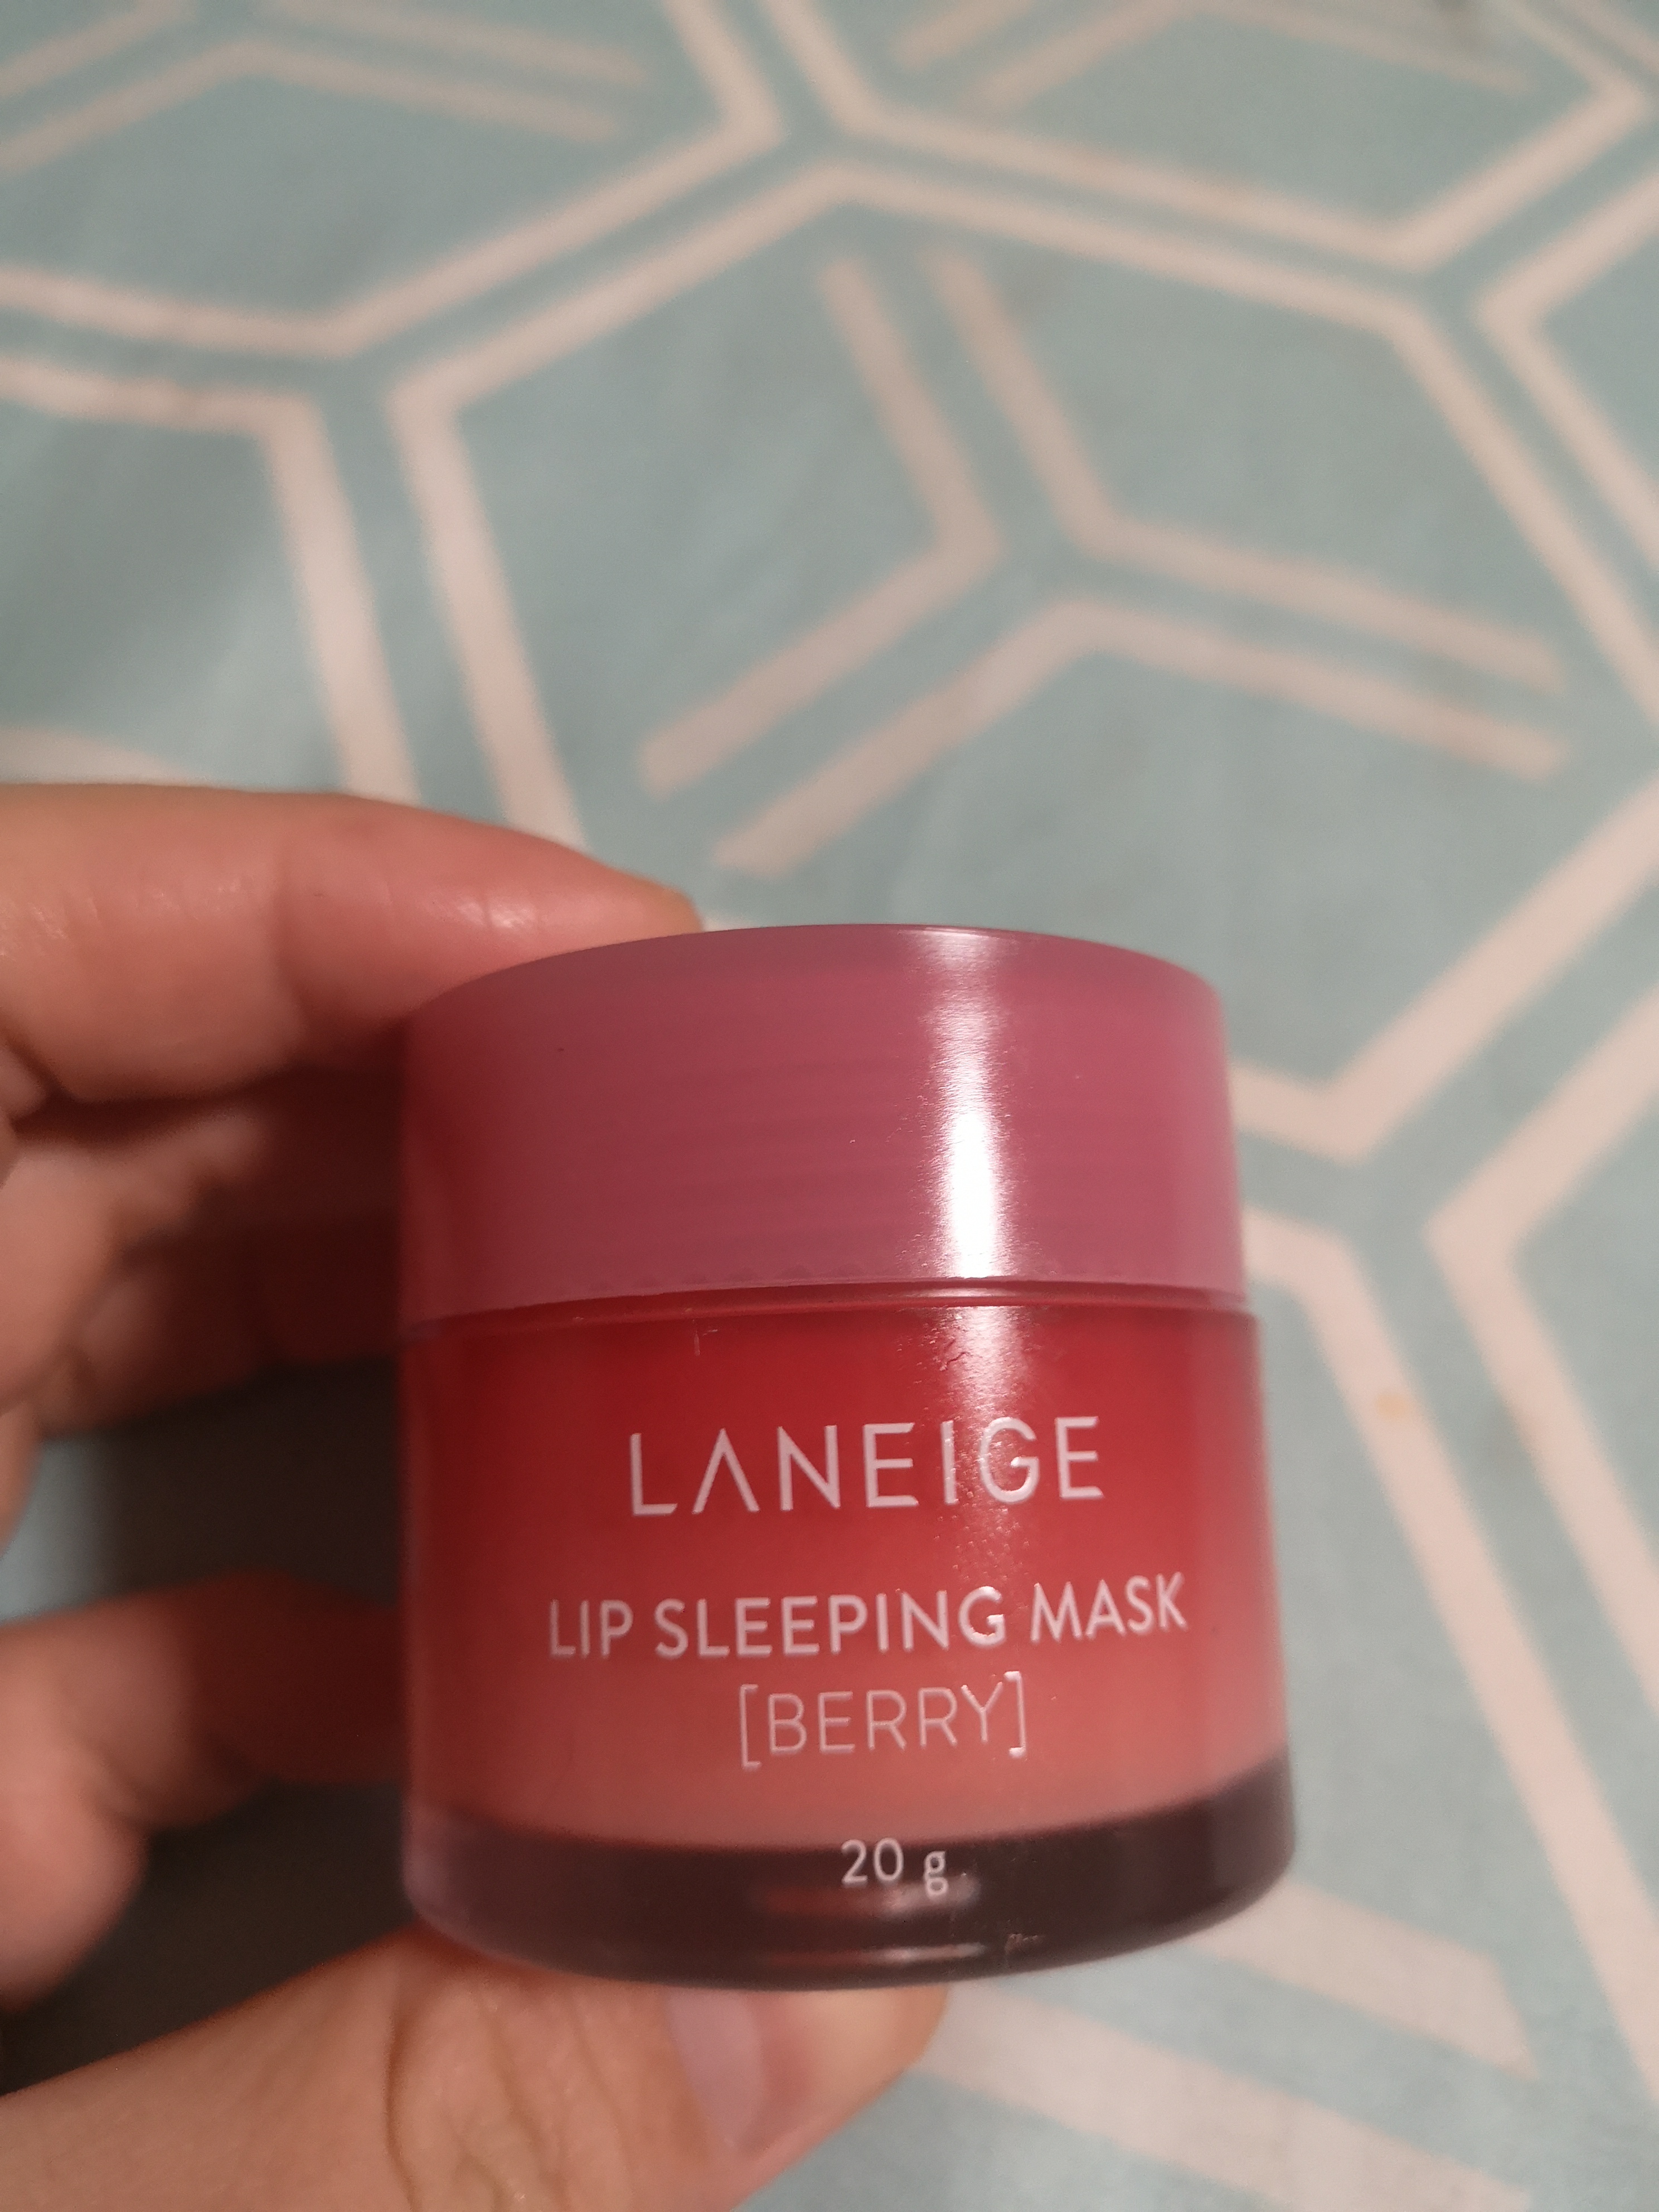 LANEIGE
LIP SLEEPING MASK
[BERRY]
20 g